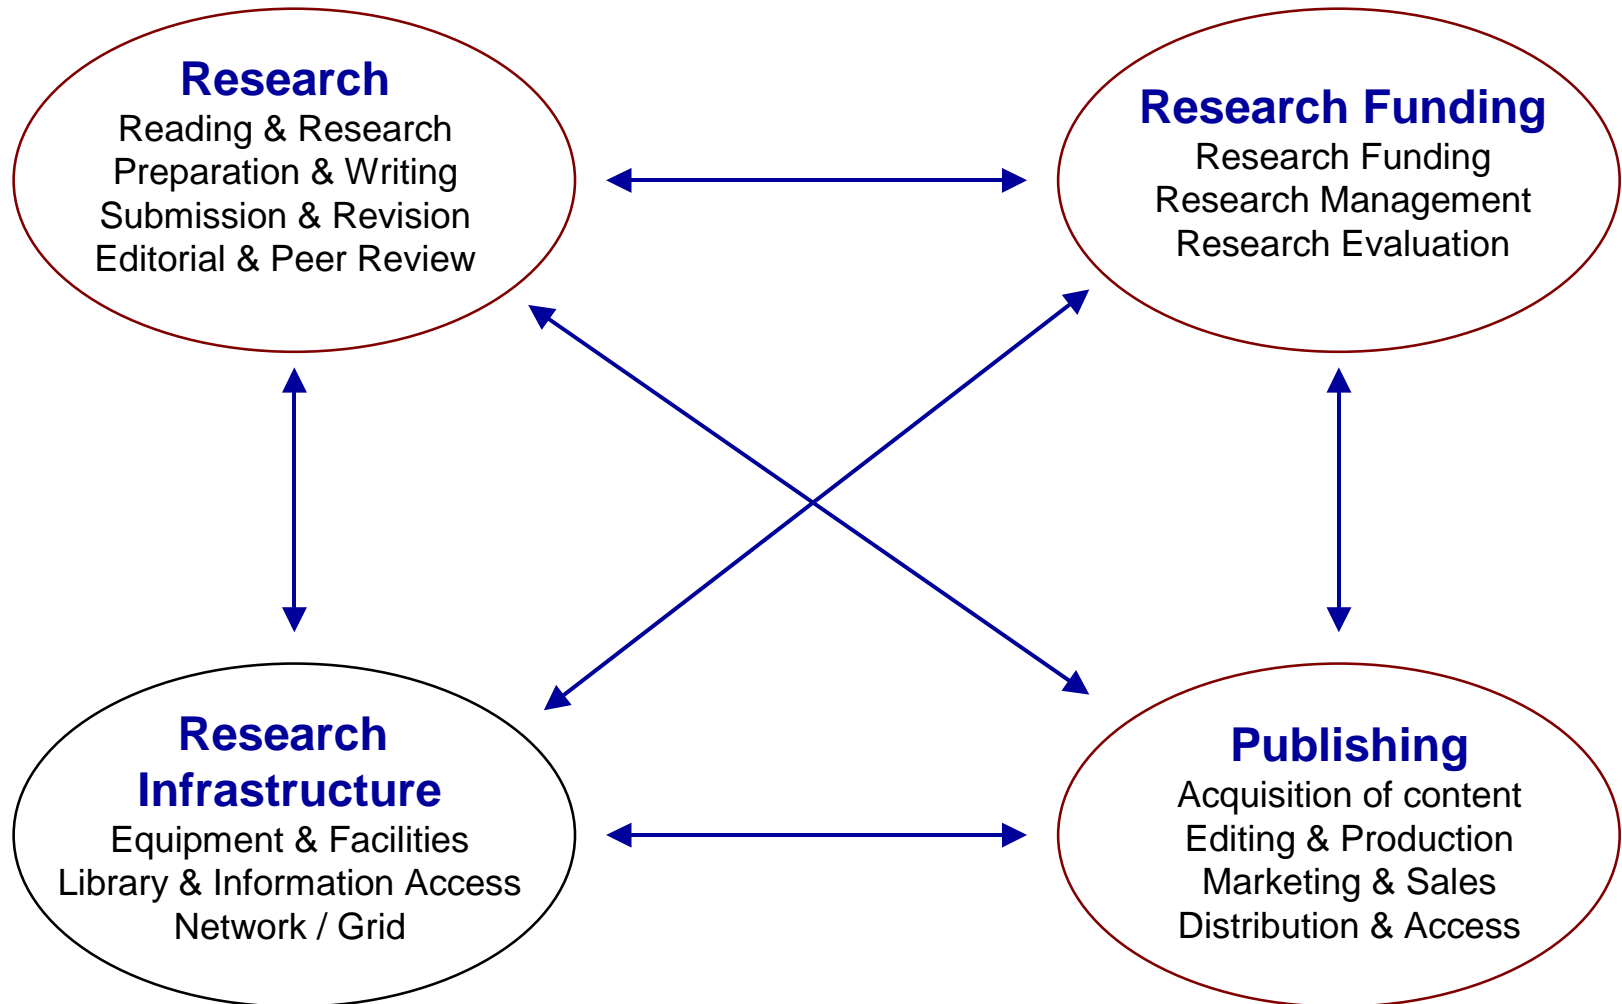 Research
Reading & Research
Preparation & Writing
Submission & Revision
Editorial & Peer Review
Research Funding
Research Funding
Research Management
Research Evaluation
Research
Infrastructure
Equipment & Facilities
Library & Information Access
Network / Grid
Publishing
Acquisition of content
Editing & Production
Marketing & Sales
Distribution & Access